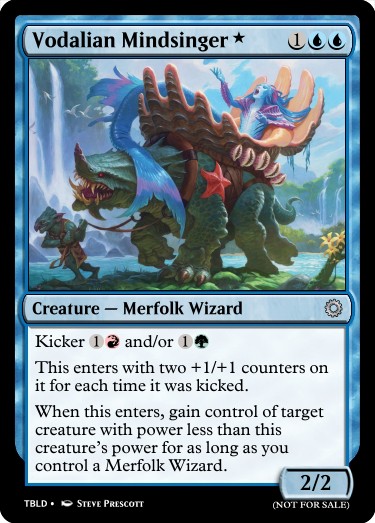 Vodalian Mindsinger ★ 1
Creature — Merfolk Wizard
Kicker 1 and/or 1
This enters with two +1/+1 counters on
it for each time it was kicked.
When this enters, gain control of target
creature with power less than this
creature's power for as long as you
control a Merfolk Wizard.
2/2
TBLD • Steve Prescott
(NOT FOR SALE)